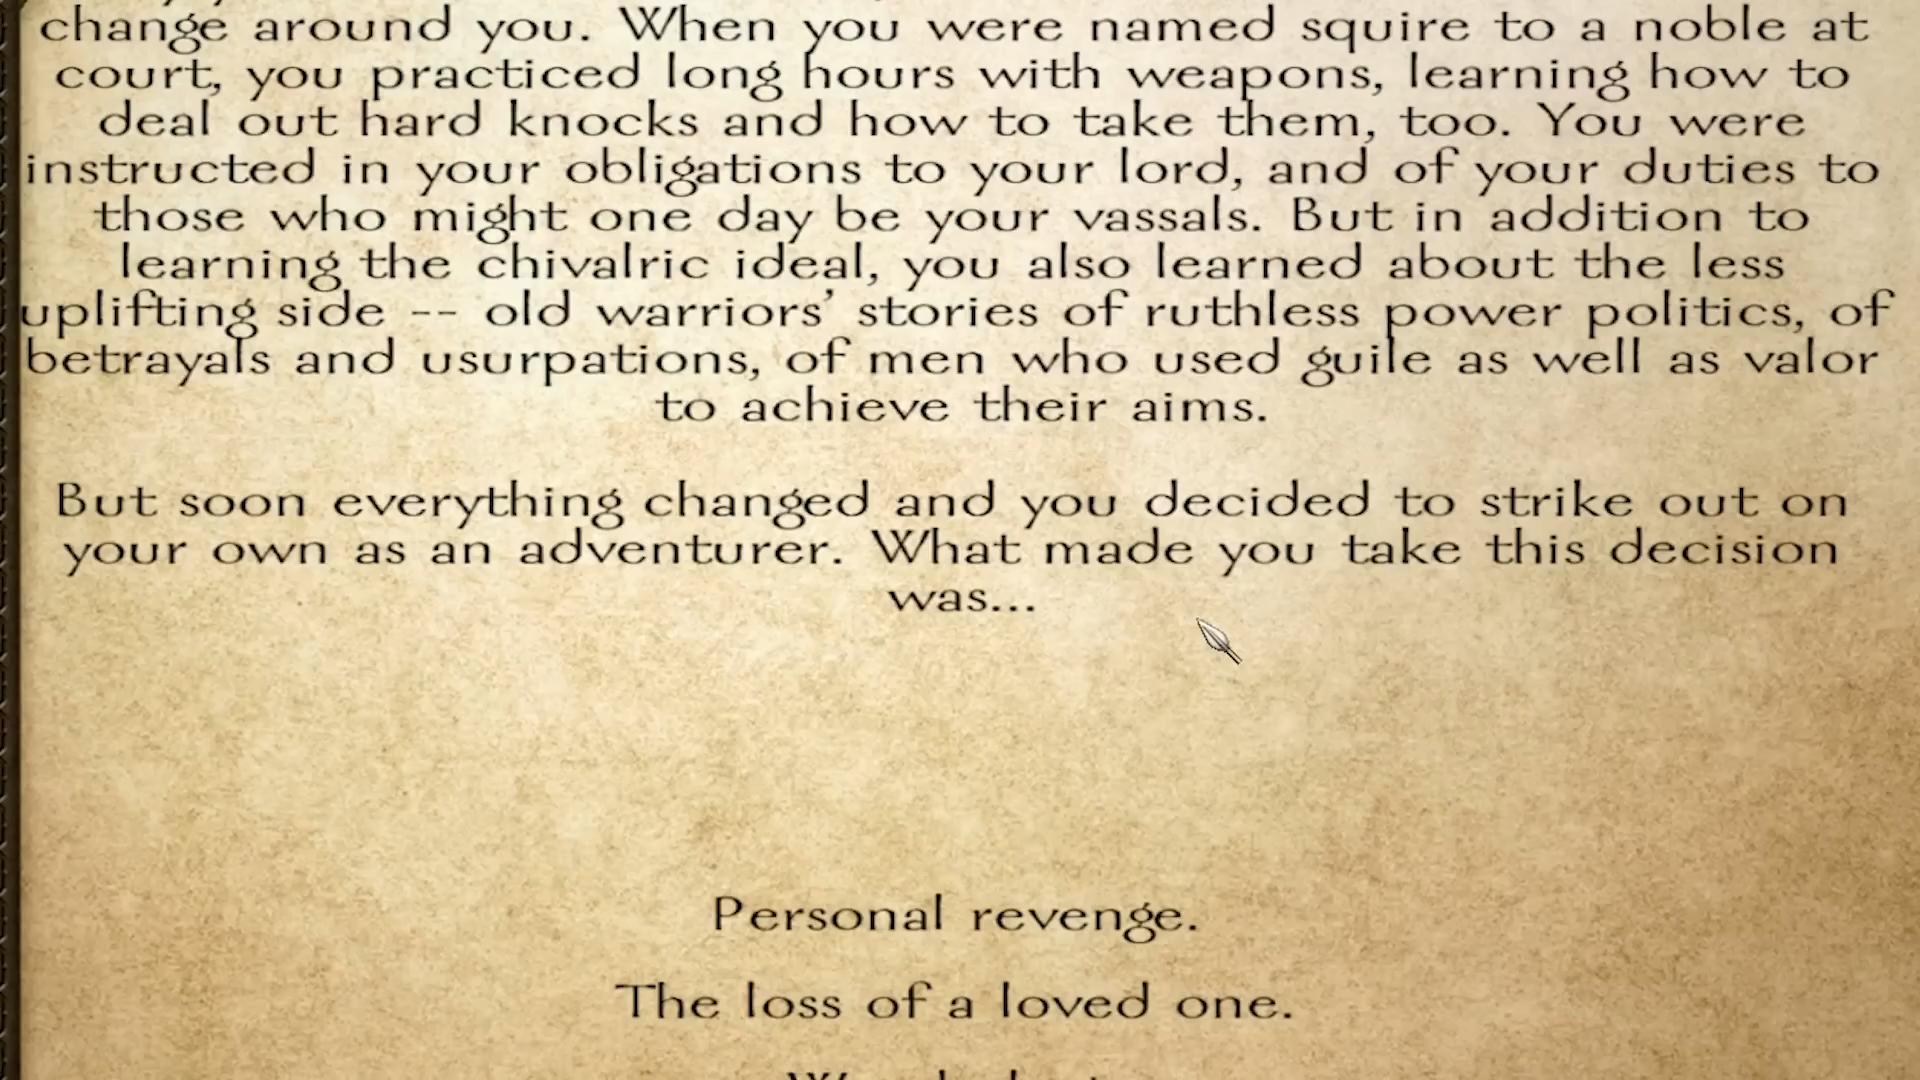 change around you. When you were named squire to a noble at
court, you practiced long hours with weapons, learning how to
deal out hard knocks and how to take them, too. You were
instructed in your obligations to your lord, and of your duties to
those who might one day be your vassals. But in addition to
learning the chivalric ideal, you also learned about the less
uplifting side -- old warriors' stories of ruthless power politics, of
betrayals and usurpations, of men who used guile as well as valor
to achieve their aims.
But soon everything changed and you decided to strike out on
your own as an adventurer. What made you take this decision
was...
Personal revenge.
The loss of a loved one.